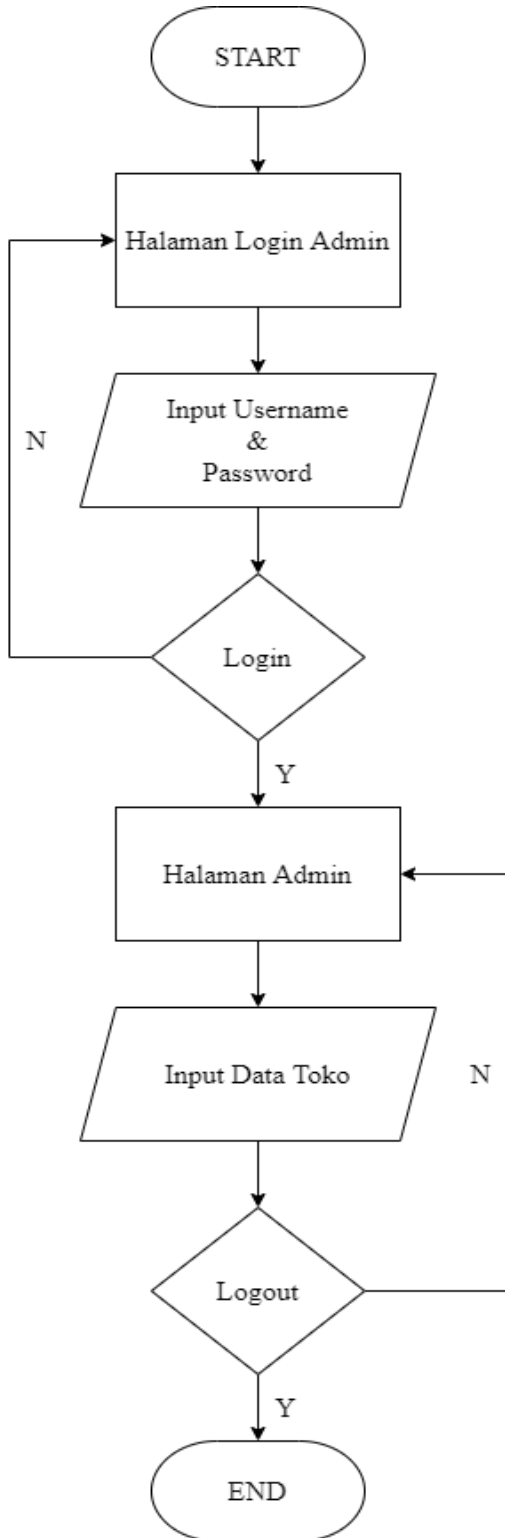 START
Halaman Login Admin
Input Username
&
Password
N
Login
Y
Halaman Admin
Input Data Toko
N
Logout
Y
END